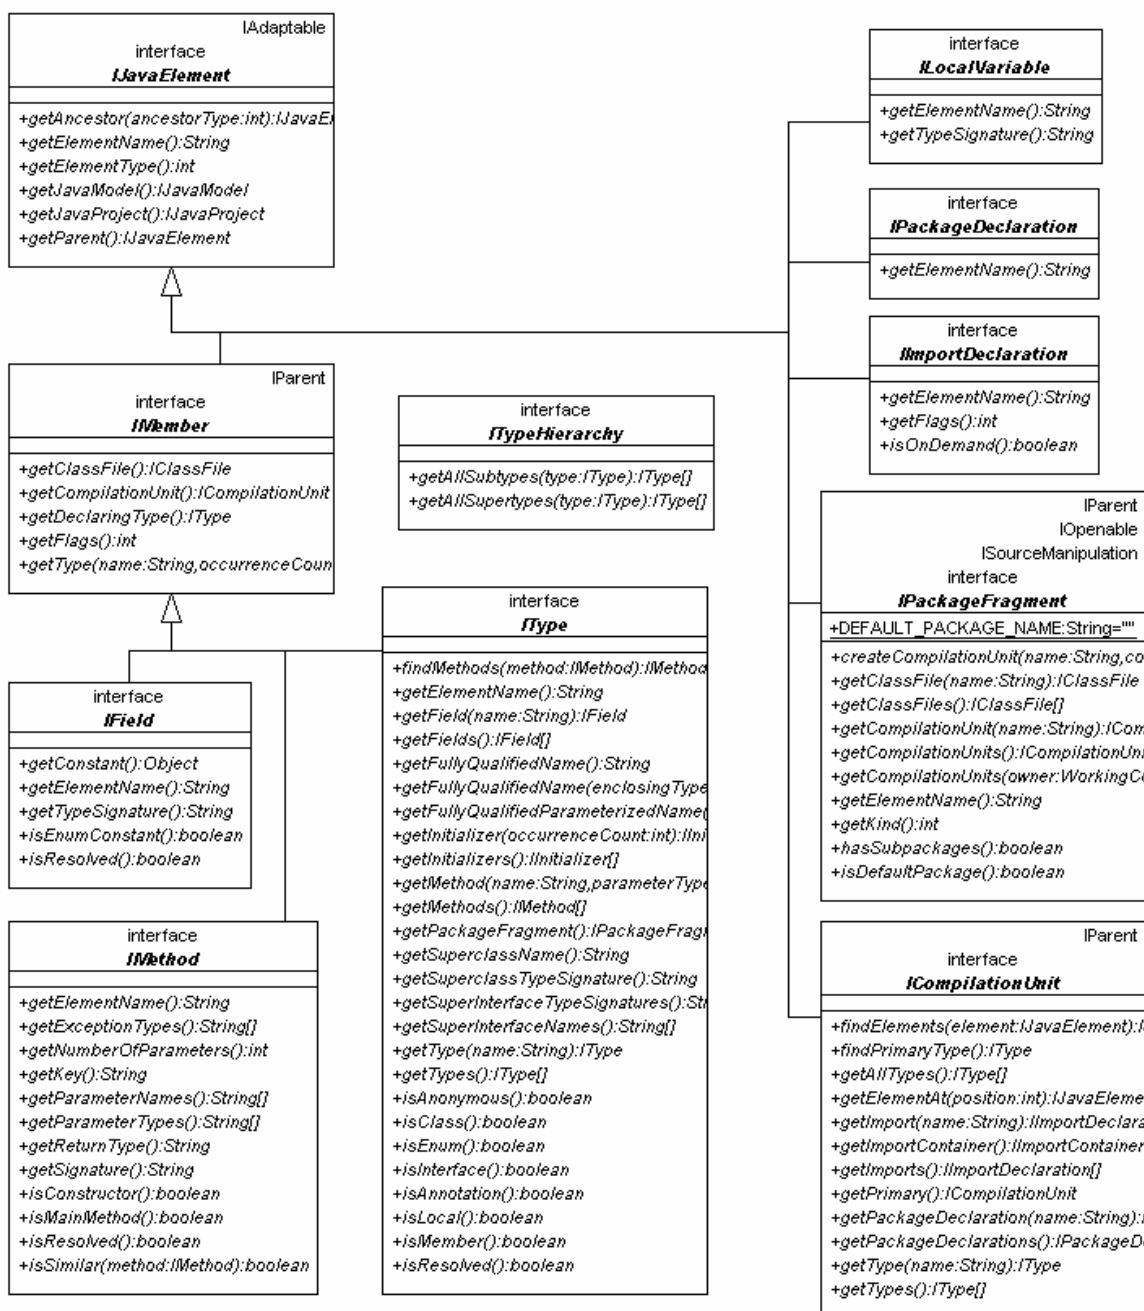 IAdaptable
interface
IJavaElement
+getAncestor(ancestorType:int):IJavaEl
+getElementName():String
+getElementType():int
+getJavaModel():IJavaModel
+getJavaProject():IJavaProject
+getParent():IJavaElement
interface
ILocalVariable
+getElementName():String
+getTypeSignature():String
interface
IPackageDeclaration
+getElementName():String
interface
IImportDeclaration
+getElementName():String
+getFlags():int
+isOnDemand():boolean
IParent
interface
IMember
+getClassFile():IClassFile
+getCompilationUnit():ICompilationUnit
+getDeclaringType():IType
+getFlags():int
+getType(name:String,occurrenceCoun
interface
ITypeHierarchy
+getAllSubtypes(type:IType):IType[]
+getAllSupertypes(type:IType):IType[]
IParent
IOpenable
ISourceManipulation
interface
IPackageFragment
+DEFAULT_PACKAGE_NAME:String=""
+createCompilationUnit(name:String,co
+getClassFile(name:String):IClassFile
+getClassFiles():IClassFile[]
+getCompilationUnit(name:String):ICom
+getCompilationUnits():ICompilationUni
+getCompilationUnits(owner:WorkingCo
+getElementName():String
+getKind():int
+hasSubpackages():boolean
+isDefaultPackage():boolean
interface
IField
+getConstant():Object
+getElementName():String
+getTypeSignature():String
+isEnumConstant():boolean
+isResolved():boolean
interface
IType
+findMethods(method:IMethod):IMethod
+getElementName():String
+getField(name:String):IField
+getFields():IField[]
+getFullyQualifiedName():String
+getFullyQualifiedName(enclosingType
+getFullyQualifiedParameterizedName(
+getInitializer(occurrenceCount:int):IIni
+getInitializers():IInitializer[]
+getMethod(name:String,parameterType
+getMethods():IMethod[]
+getPackageFragment():IPackageFragi
+getSuperclassName():String
+getSuperclassTypeSignature():String
+getSuperInterfaceTypeSignatures():Stri
+getSuperInterfaceNames():String[]
+getType(name:String):IType
+getTypes():IType[]
+isAnonymous():boolean
+isClass():boolean
+isEnum():boolean
+isInterface():boolean
+isAnnotation():boolean
+isLocal():boolean
+isMember():boolean
+isResolved():boolean
interface
IMethod
+getElementName():String
+getExceptionTypes():String[]
+getNumberOfParameters():int
+getKey():String
+getParameterNames():String[]
+getParameterTypes():String[]
+getReturnType():String
+getSignature():String
+isConstructor():boolean
+isMainMethod():boolean
+isResolved():boolean
+isSimilar(method:IMethod):boolean
IParent
interface
ICompilationUnit
+findElements(element:IJavaElement):I
+findPrimaryType():IType
+getAllTypes():IType[]
+getElementAt(position:int):IJavaEleme
+getImport(name:String):IImportDeclara
+getImportContainer():IImportContainer
+getImports():IImportDeclaration[]
+getPrimary():ICompilationUnit
+getPackageDeclaration(name:String):I
+getPackageDeclarations():IPackageDe
+getType(name:String):IType
+getTypes():IType[]